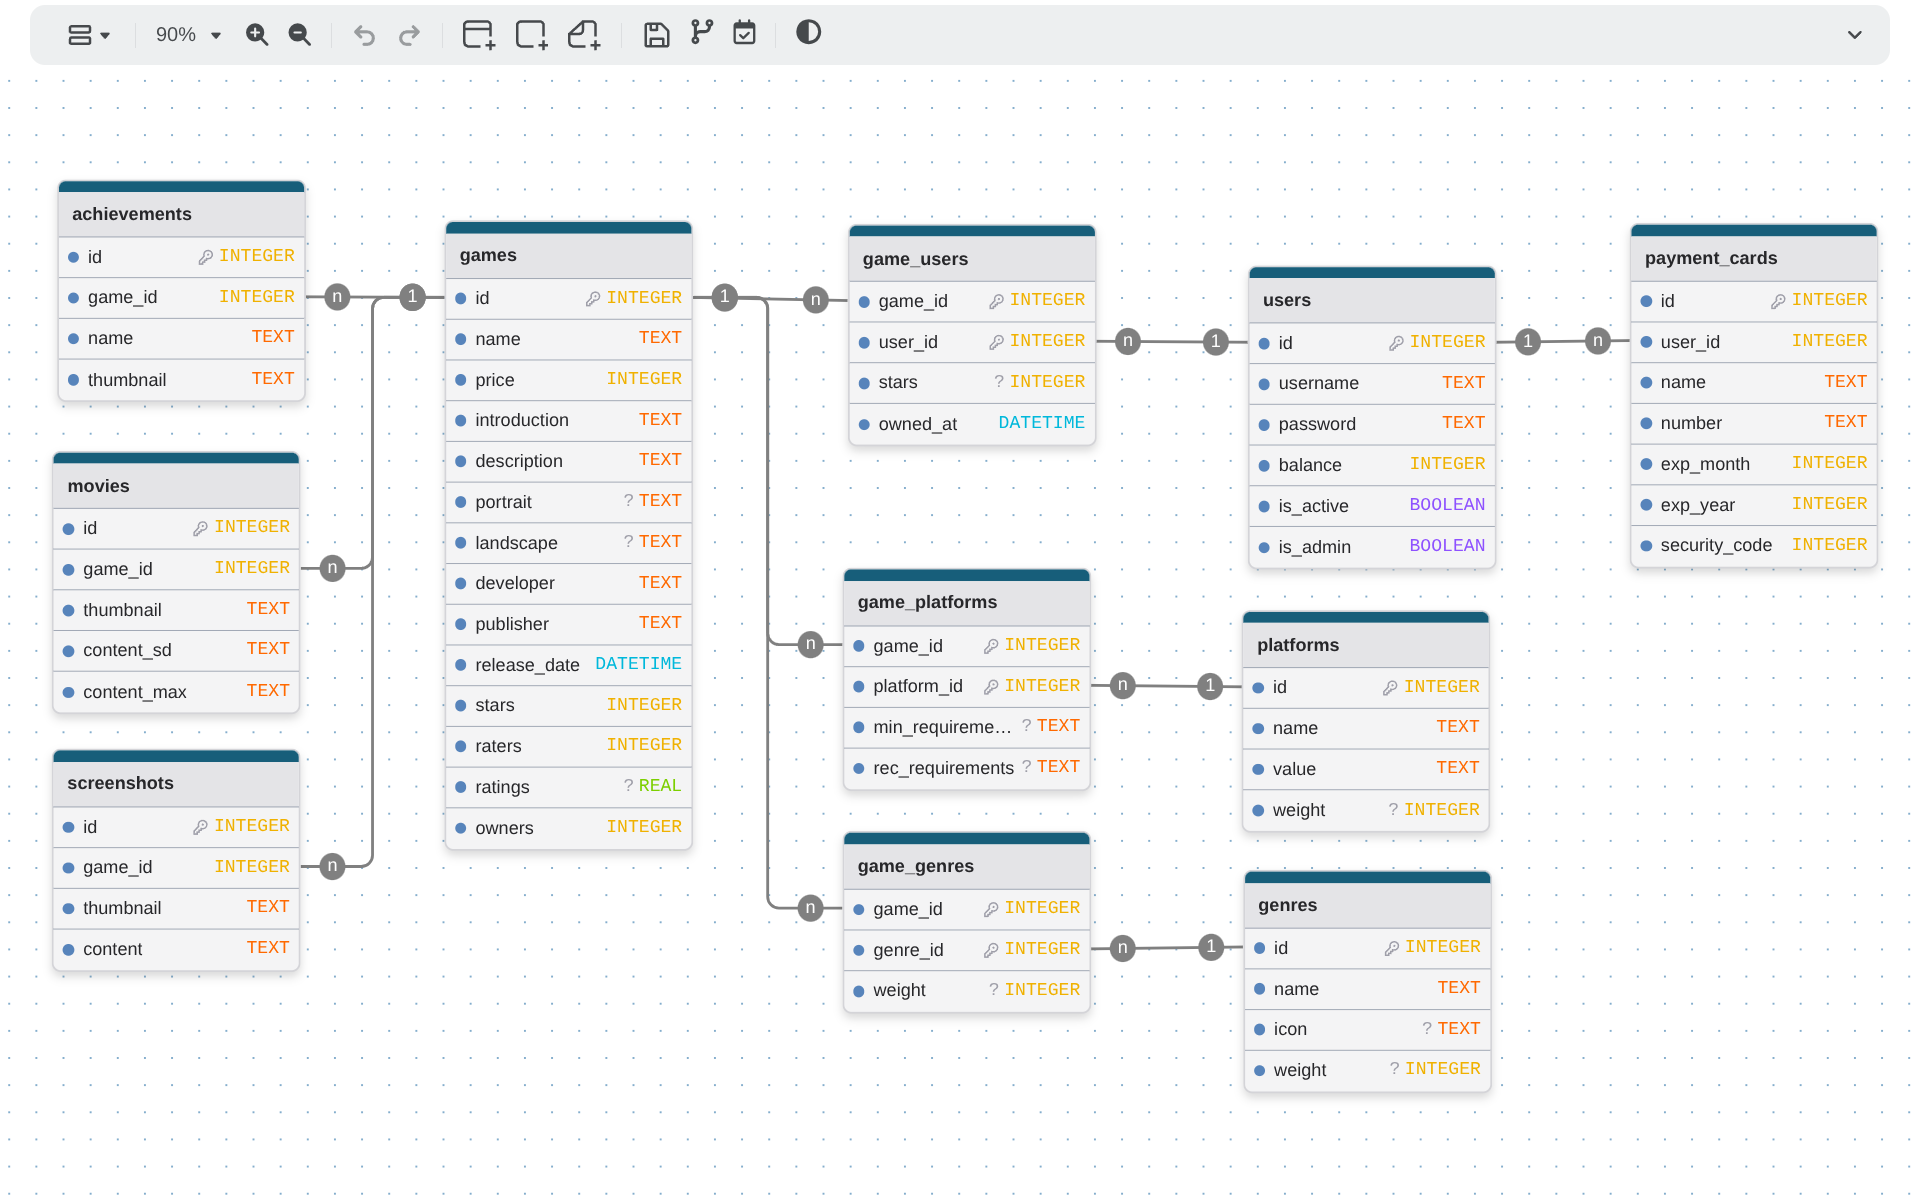 90%
achievements
id INTEGER
game_id INTEGER
name TEXT
thumbnail TEXT
n
1
movies
id INTEGER
game_id INTEGER
thumbnail TEXT
content_sd TEXT
content_max TEXT
n
screenshots
id INTEGER
game_id INTEGER
thumbnail TEXT
content TEXT
n
games
id INTEGER
name TEXT
price INTEGER
introduction TEXT
description TEXT
portrait ? TEXT
landscape ? TEXT
developer TEXT
publisher TEXT
release_date DATETIME
stars INTEGER
raters INTEGER
ratings ? REAL
owners INTEGER
1
n
game_users
game_id INTEGER
user_id INTEGER
stars ? INTEGER
owned_at DATETIME
n
1
users
id INTEGER
username TEXT
password TEXT
balance INTEGER
is_active BOOLEAN
is_admin BOOLEAN
1
n
payment_cards
id INTEGER
user_id INTEGER
name TEXT
number TEXT
exp_month INTEGER
exp_year INTEGER
security_code INTEGER
n
game_platforms
game_id INTEGER
platform_id INTEGER
min_requireme... ? TEXT
rec_requirements ? TEXT
n
1
platforms
id INTEGER
name TEXT
value TEXT
weight ? INTEGER
n
game_genres
game_id INTEGER
genre_id INTEGER
weight ? INTEGER
n
1
genres
id INTEGER
name TEXT
icon ? TEXT
weight ? INTEGER